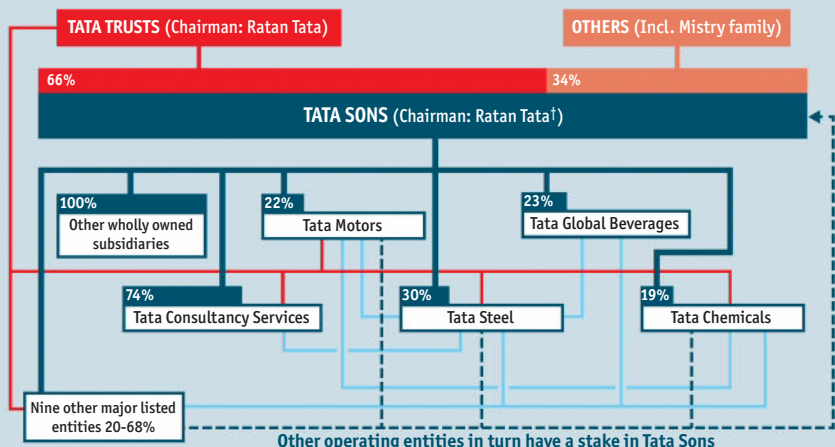 TATA TRUSTS (Chairman: Ratan Tata)
OTHERS (Incl. Mistry family)
66%
34%
TATA SONS (Chairman: Ratan Tata†)
100%
Other wholly owned
subsidiaries
22%
Tata Motors
23%
Tata Global Beverages
74%
Tata Consultancy Services
30%
Tata Steel
19%
Tata Chemicals
Nine other major listed
entities 20-68%
Other operating entities in turn have a stake in Tata Sons